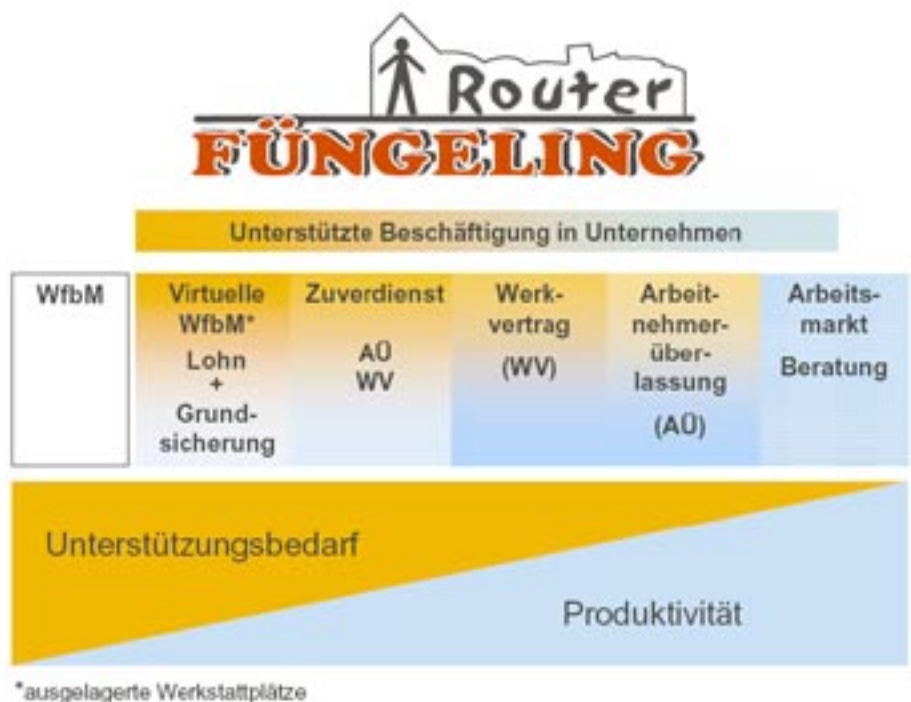 Router
FÜNGELING
Unterstützte Beschäftigung in Unternehmen
WfbM
Virtuelle
WfbM*
Lohn
+
Grund-
sicherung
Zuverdienst
AÜ
WV
Werk-
vertrag
(WV)
Arbeit-
nehmer-
über-
lassung
(AÜ)
Arbeits-
markt
Beratung
Unterstützungsbedarf
Produktivität
*ausgelagerte Werkstattplätze